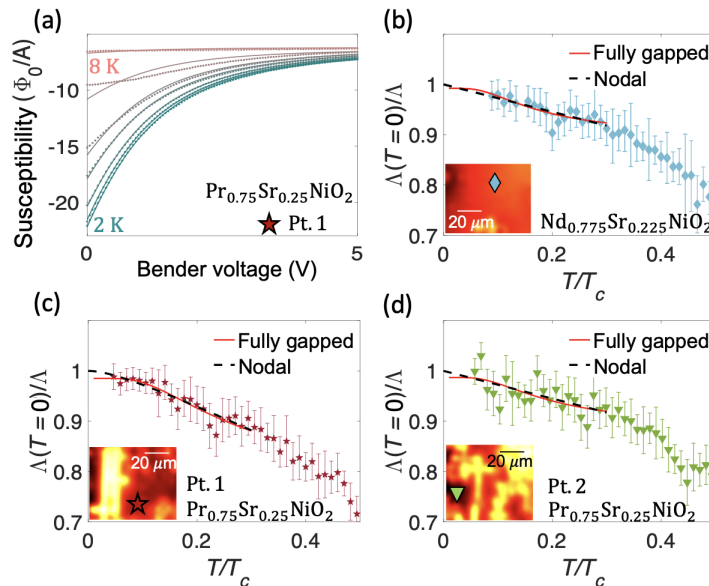 (a)
Susceptibility (Φ₀/A)
-10
-15
-20
8 K
2 K
Pr₀.₇₅Sr₀.₂₅NiO₂
Pt. 1
0
5
Bender voltage (V)
(b)
Λ(T = 0)/Λ
1
0.9
0.8
0.7
Fully gapped
Nodal
20 μm
Nd₀.₇₇₅Sr₀.₂₂₅NiO₂
0
0.2
0.4
T/T_c
(c)
Λ(T = 0)/Λ
1
0.9
0.8
0.7
Fully gapped
Nodal
20 μm
Pt. 1
Pr₀.₇₅Sr₀.₂₅NiO₂
0
0.2
0.4
T/T_c
(d)
Λ(T = 0)/Λ
1
0.9
0.8
0.7
Fully gapped
Nodal
20 μm
Pt. 2
Pr₀.₇₅Sr₀.₂₅NiO₂
0
0.2
0.4
T/T_c